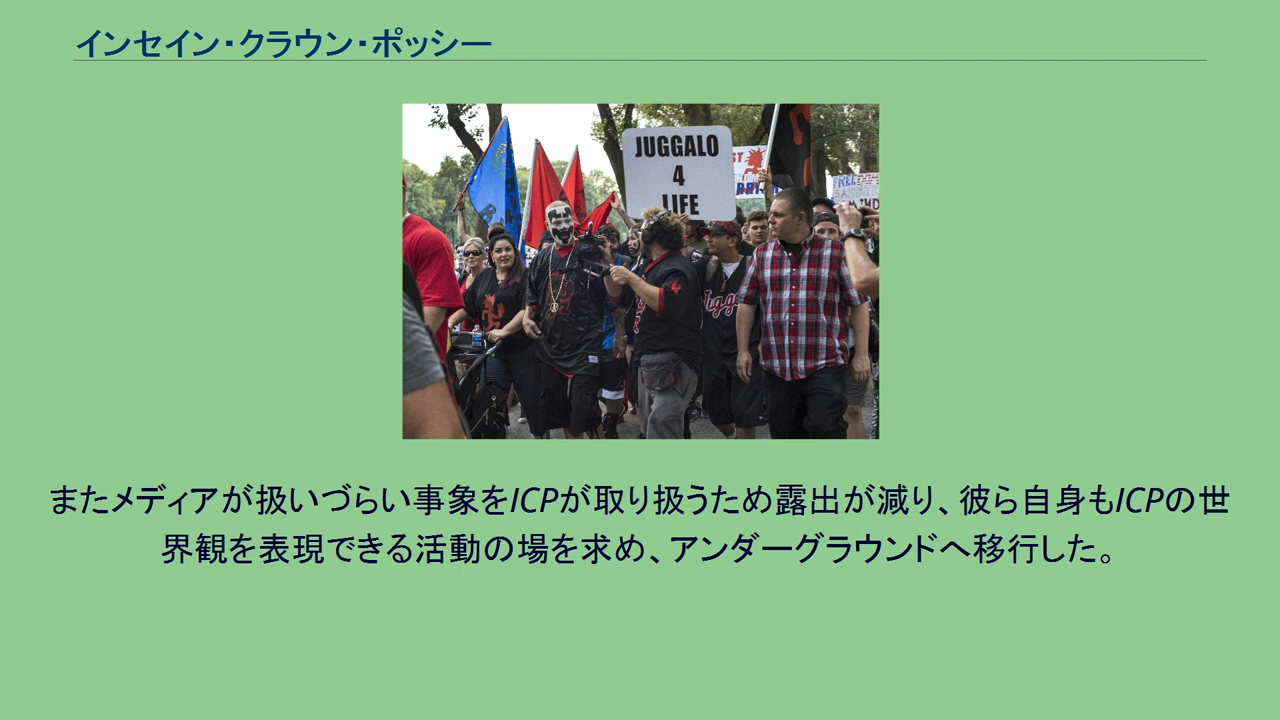 インセイン・クラウン・ポッシー
JUGGALO
4
LIFE
またメディアが扱いづらい事象をICPが取り扱うため露出が減り、彼ら自身もICPの世
界観を表現できる活動の場を求め、アンダーグラウンドへ移行した。